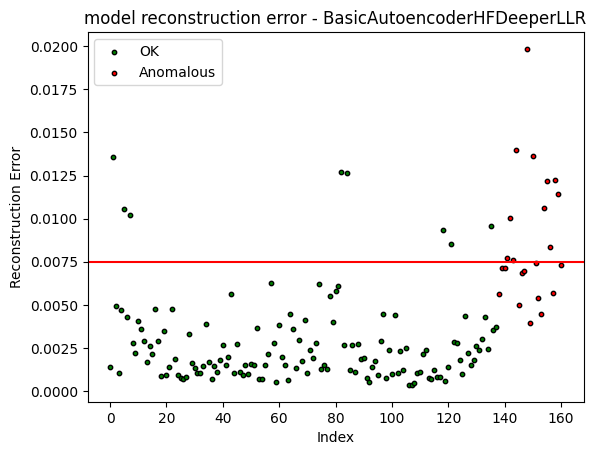 model reconstruction error - BasicAutoencoderHFDeeperLLR
OK
Anomalous
0.0200
0.0175
0.0150
0.0125
0.0100
0.0075
0.0050
0.0025
0.0000
Reconstruction Error
0 20 40 60 80 100 120 140 160
Index